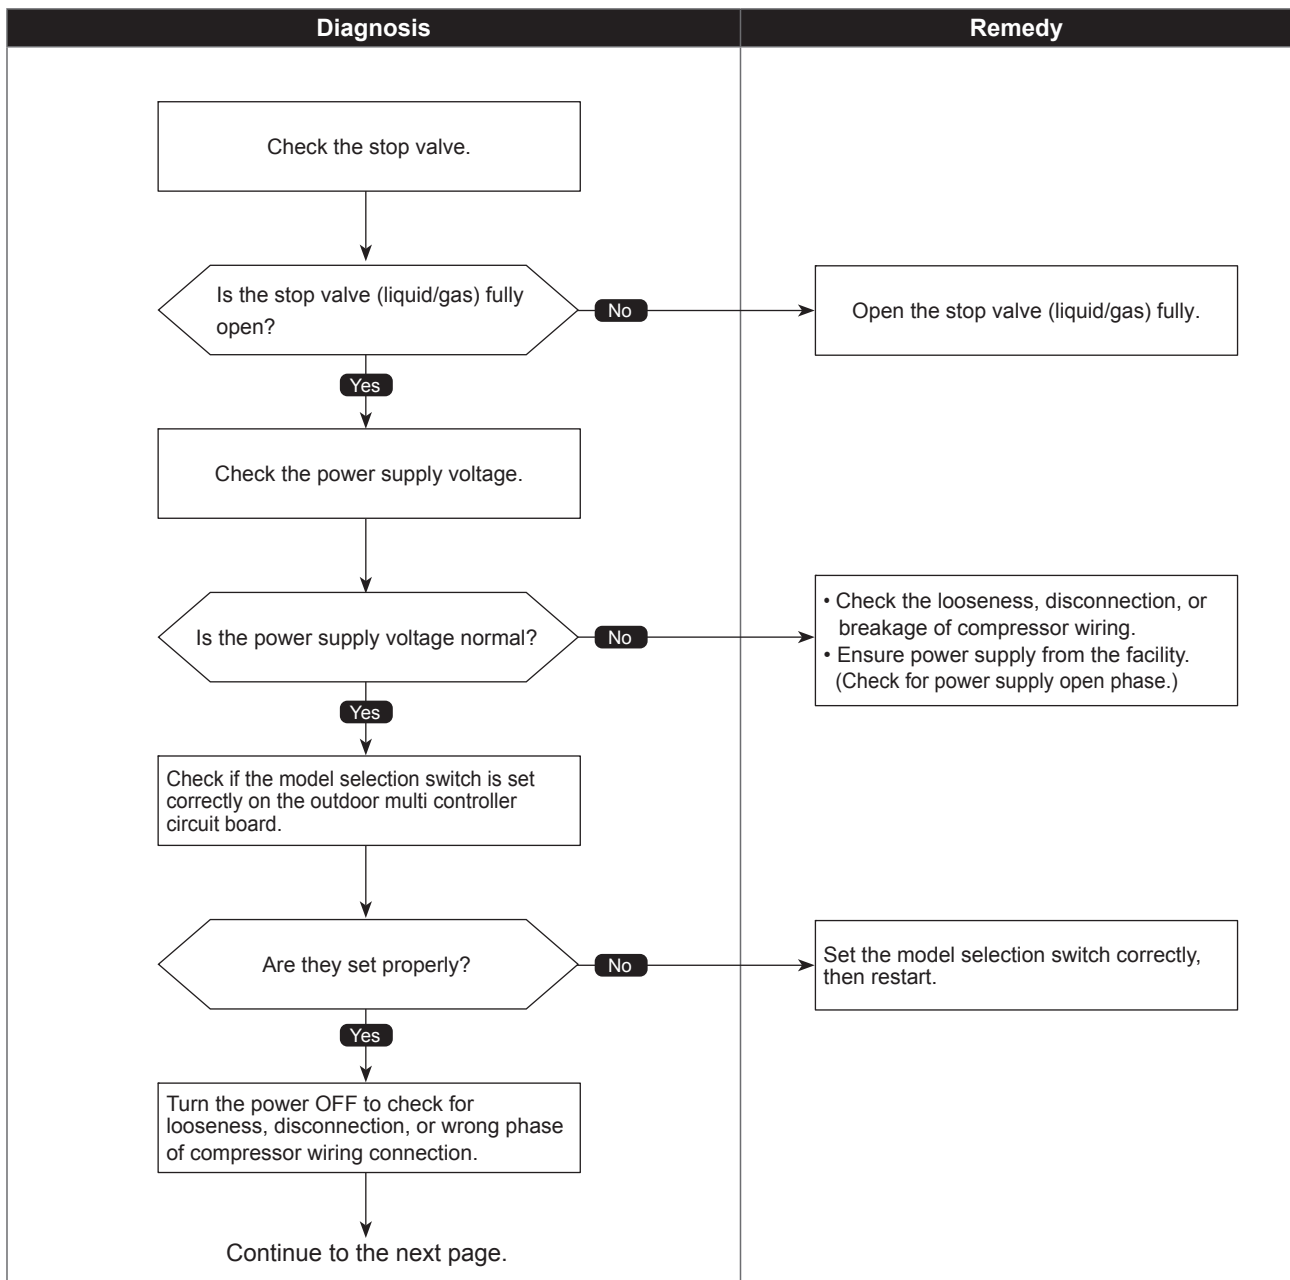 Diagnosis
Remedy
Check the stop valve.
Is the stop valve (liquid/gas) fully
open?
No
Open the stop valve (liquid/gas) fully.
Yes
Check the power supply voltage.
Is the power supply voltage normal?
No
• Check the looseness, disconnection, or
breakage of compressor wiring.
• Ensure power supply from the facility.
(Check for power supply open phase.)
Yes
Check if the model selection switch is set
correctly on the outdoor multi controller
circuit board.
Are they set properly?
No
Set the model selection switch correctly,
then restart.
Yes
Turn the power OFF to check for
looseness, disconnection, or wrong phase
of compressor wiring connection.
Continue to the next page.